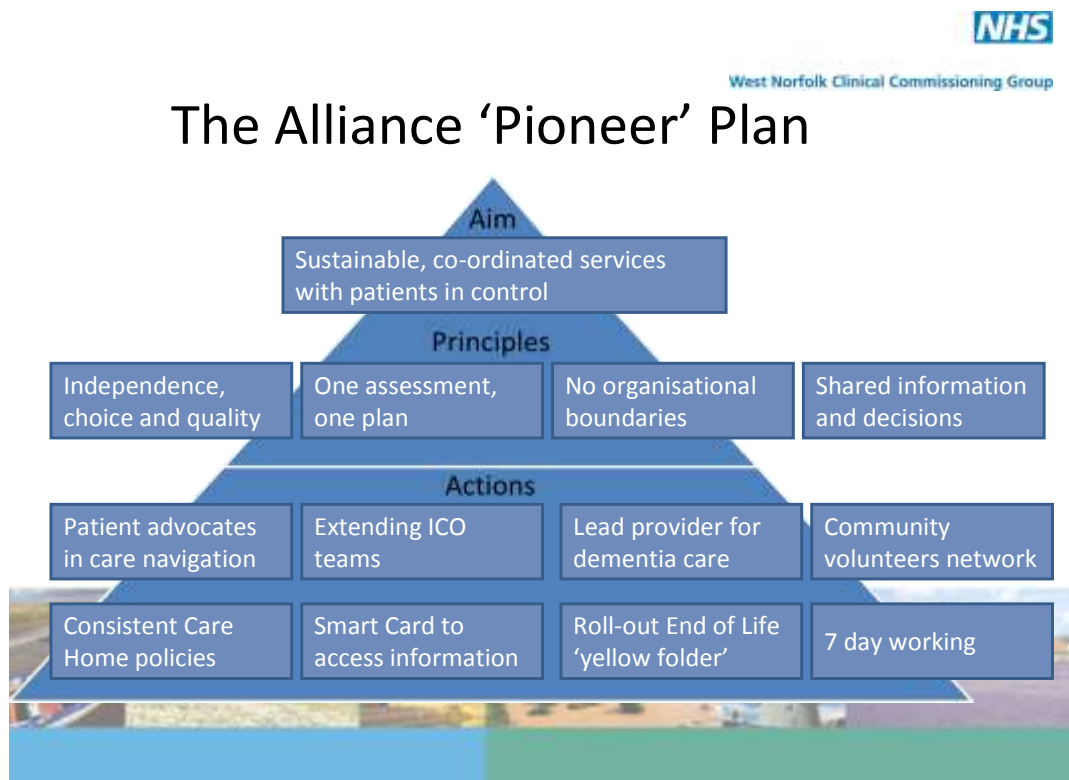 NHS
West Norfolk Clinical Commissioning Group
The Alliance ‘Pioneer’ Plan
Aim
Sustainable, co-ordinated services
with patients in control
Principles
Independence,
choice and quality
One assessment,
one plan
No organisational
boundaries
Shared information
and decisions
Actions
Patient advocates
in care navigation
Extending ICO
teams
Lead provider for
dementia care
Community
volunteers network
Consistent Care
Home policies
Smart Card to
access information
Roll-out End of Life
‘yellow folder’
7 day working